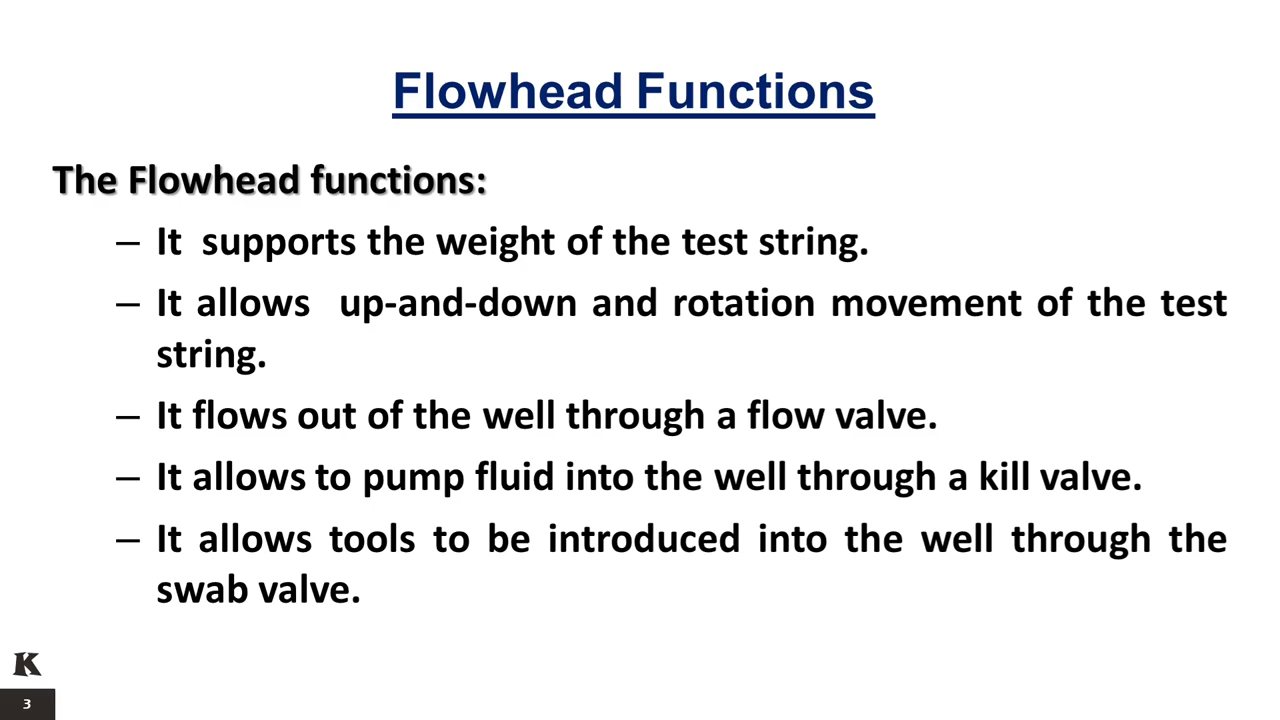 Flowhead Functions
The Flowhead functions:
– It  supports the weight of the test string.
– It allows  up-and-down and rotation movement of the test
string.
– It flows out of the well through a flow valve.
– It allows to pump fluid into the well through a kill valve.
– It allows tools to be introduced into the well through the
swab valve.
K
3